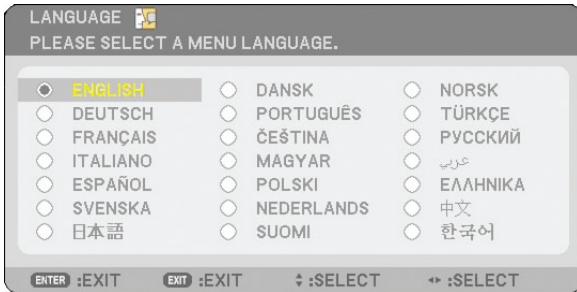 LANGUAGE
PLEASE SELECT A MENU LANGUAGE.
ENGLISH DANSK NORSK
DEUTSCH PORTUGUÊS TÜRKÇE
FRANÇAIS ČEŠTINA РУССКИЙ
ITALIANO MAGYAR عربي
ESPAÑOL POLSKI ΕΛΛΗΝΙΚΑ
SVENSKA NEDERLANDS 中文
日本語 SUOMI 한국어
ENTER :EXIT EXIT :EXIT :SELECT :SELECT